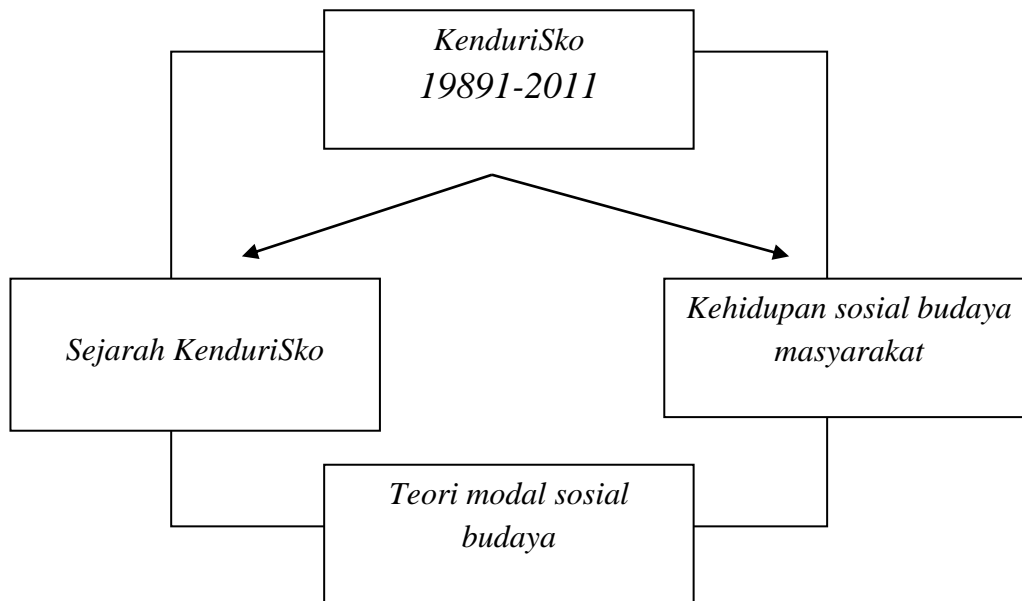 KenduriSko
19891-2011
Sejarah KenduriSko
Kehidupan sosial budaya
masyarakat
Teori modal sosial
budaya